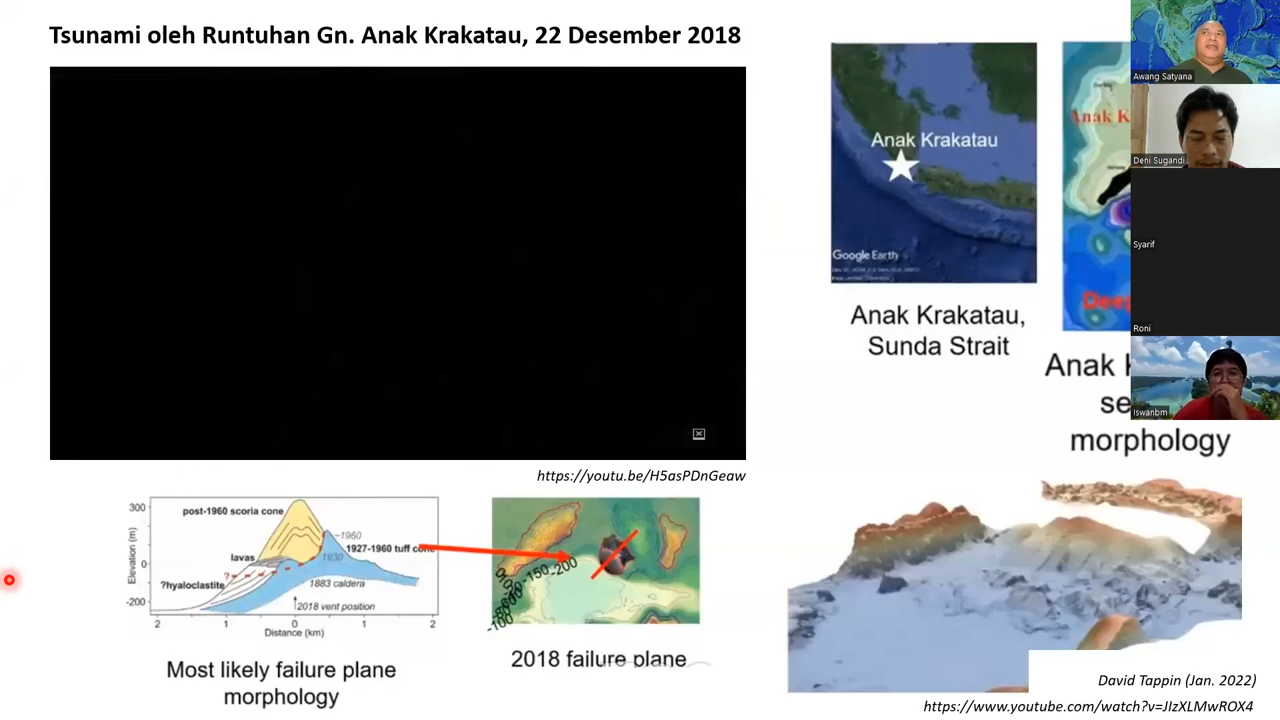 Tsunami oleh Runtuhan Gn. Anak Krakatau, 22 Desember 2018
https://youtu.be/H5asPDnGeaw
Anak Krakatau
Google Earth
Anak Krakatau,
Sunda Strait
Anak K
Deep
Anak K
se
morphology
Awang Satyana
Deni Sugandi
Syarif
Roni
Iswanbm
Elevation (m)
300
0
-200
post-1960 scoria cone
~1960
1927-1960 tuff cone
1930
lavas
?
?hyaloclastite
1883 caldera
2018 vent position
2 1 0 1 2
Distance (km)
Most likely failure plane
morphology
-150
-200
-100
2018 failure plane
David Tappin (Jan. 2022)
https://www.youtube.com/watch?v=JIzXLMwROX4